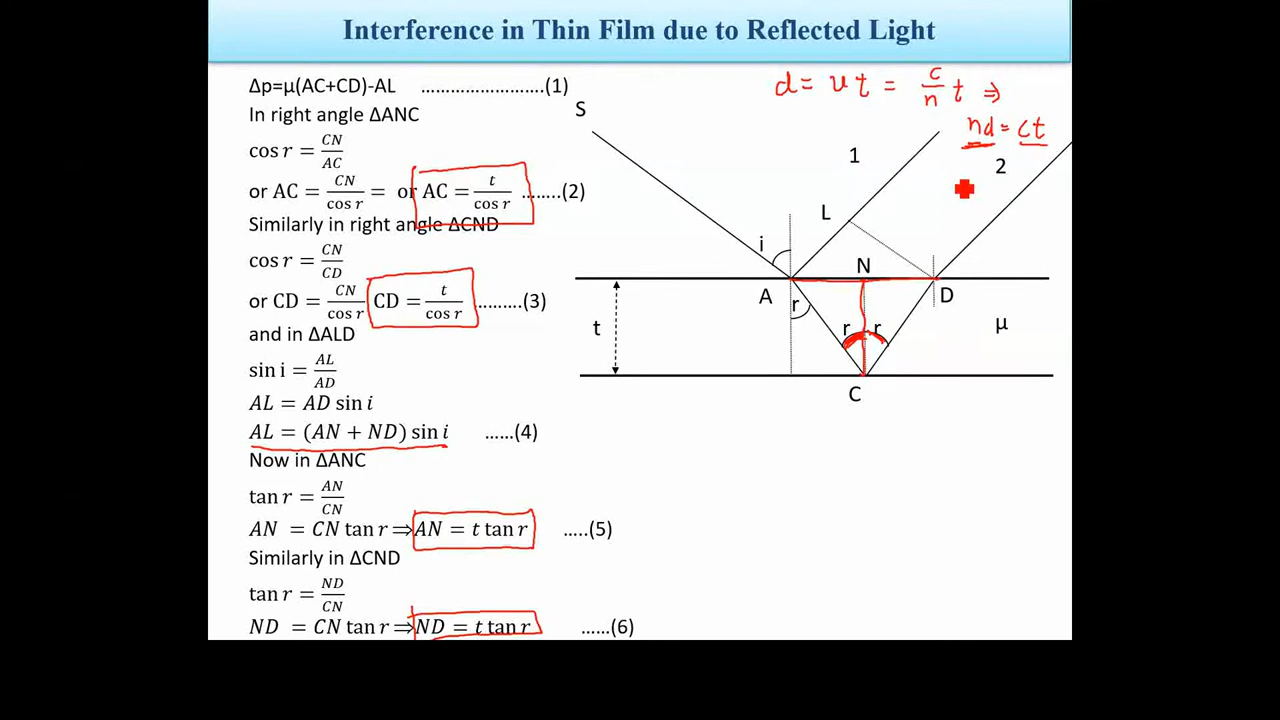 Interference in Thin Film due to Reflected Light
Δp=μ(AC+CD)-AL ……………………(1)
In right angle ΔANC
cos r = CN/AC
or AC = CN/cos r = or AC = t/cos r ……..(2)
Similarly in right angle ΔCND
cos r = CN/CD
or CD = CN/cos r CD = t/cos r ………(3)
and in ΔALD
sin i = AL/AD
AL = AD sin i
AL = (AN + ND) sin i ……(4)
Now in ΔANC
tan r = AN/CN
AN = CN tan r ⇒ AN = t tan r …..(5)
Similarly in ΔCND
tan r = ND/CN
ND = CN tan r ⇒ ND = t tan r ……(6)
d = vt = c/n t ⇒
nd = ct
S
1
2
L
i
N
A
r
D
t
r
r
μ
C